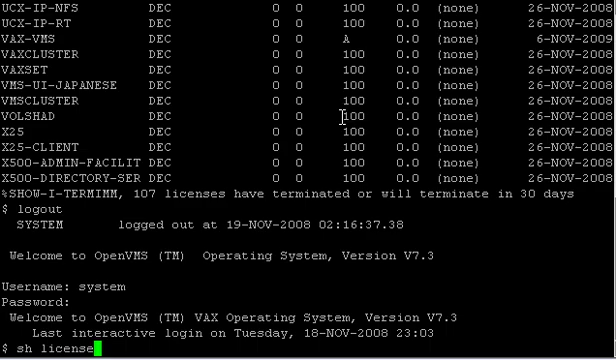 UCX-IP-NFS DEC 0 0 100 0.0 (none) 26-NOV-2008
UCX-IP-RT DEC 0 0 100 0.0 (none) 26-NOV-2008
VAX-VMS DEC 0 0 A 0.0 (none) 6-NOV-2009
VAXCLUSTER DEC 0 0 100 0.0 (none) 26-NOV-2008
VAXSET DEC 0 0 100 0.0 (none) 26-NOV-2008
VMS-UI-JAPANESE DEC 0 0 100 0.0 (none) 26-NOV-2008
VMSCLUSTER DEC 0 0 100 0.0 (none) 26-NOV-2008
VOLSHAD DEC 0 0 100 0.0 (none) 26-NOV-2008
X25 DEC 0 0 100 0.0 (none) 26-NOV-2008
X25-CLIENT DEC 0 0 100 0.0 (none) 26-NOV-2008
X500-ADMIN-FACILIT DEC 0 0 100 0.0 (none) 26-NOV-2008
X500-DIRECTORY-SER DEC 0 0 100 0.0 (none) 26-NOV-2008
%SHOW-I-TERMIMM, 107 licenses have terminated or will terminate in 30 days
$ logout
SYSTEM logged out at 19-NOV-2008 02:16:37.38
Welcome to OpenVMS (TM) Operating System, Version V7.3
Username: system
Password:
Welcome to OpenVMS (TM) VAX Operating System, Version V7.3
Last interactive login on Tuesday, 18-NOV-2008 23:03
$ sh license